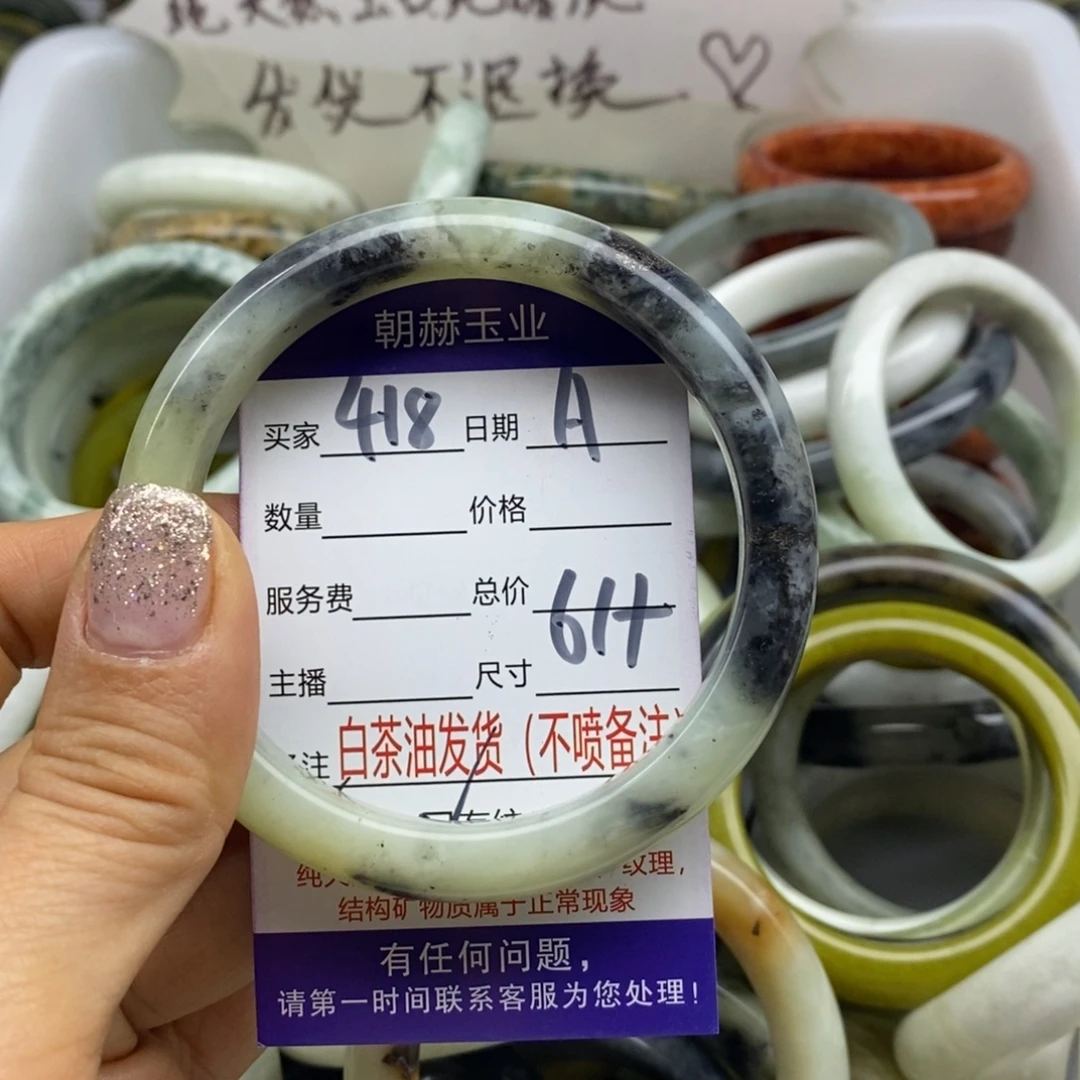 发货不退换
朝赫玉业
买家 418 日期 A
数量 价格
服务费 总价
主播 尺寸 614
注 白茶油发货（不喷备注
纹理，
结构矿物质属于正常现象
有任何问题，
请第一时间联系客服为您处理！